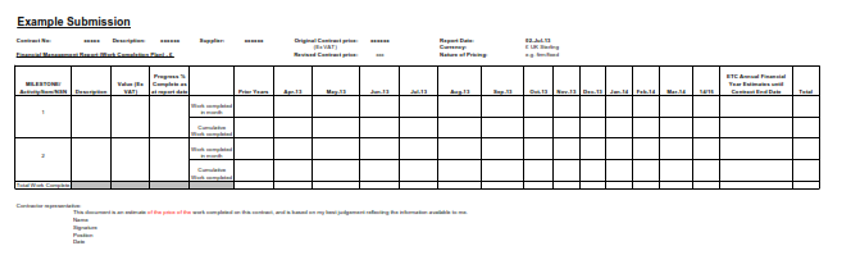 Example Submission
Contract No: xxxxx Description: xxxxxx Supplier: xxxxxx Original Contract price: xxxxxx Report Date: 02.Jul.13
(Ex VAT) Currency: £ UK Sterling
Financial Management Report (Work Completion Plan) - £ Revised Contract price: xxx Nature of Pricing: e.g. firm/fixed
MILESTONE/ Activity/Item/NSN Description Value (Ex VAT) Progress % Complete as at report date Prior Years Apr-13 May-13 Jun-13 Jul-13 Aug-13 Sep-13 Oct-13 Nov-13 Dec-13 Jan-14 Feb-14 Mar-14 14/15 ETC Annual Financial Year Estimates until Contract End Date Total
1
Work completed in month
Cumulative Work completed
2
Work completed in month
Cumulative Work completed
Total Work Complete
Contractor representative:
This document is an estimate of the price of the work completed on this contract, and is based on my best judgement reflecting the information available to me.
Name
Signature
Position
Date